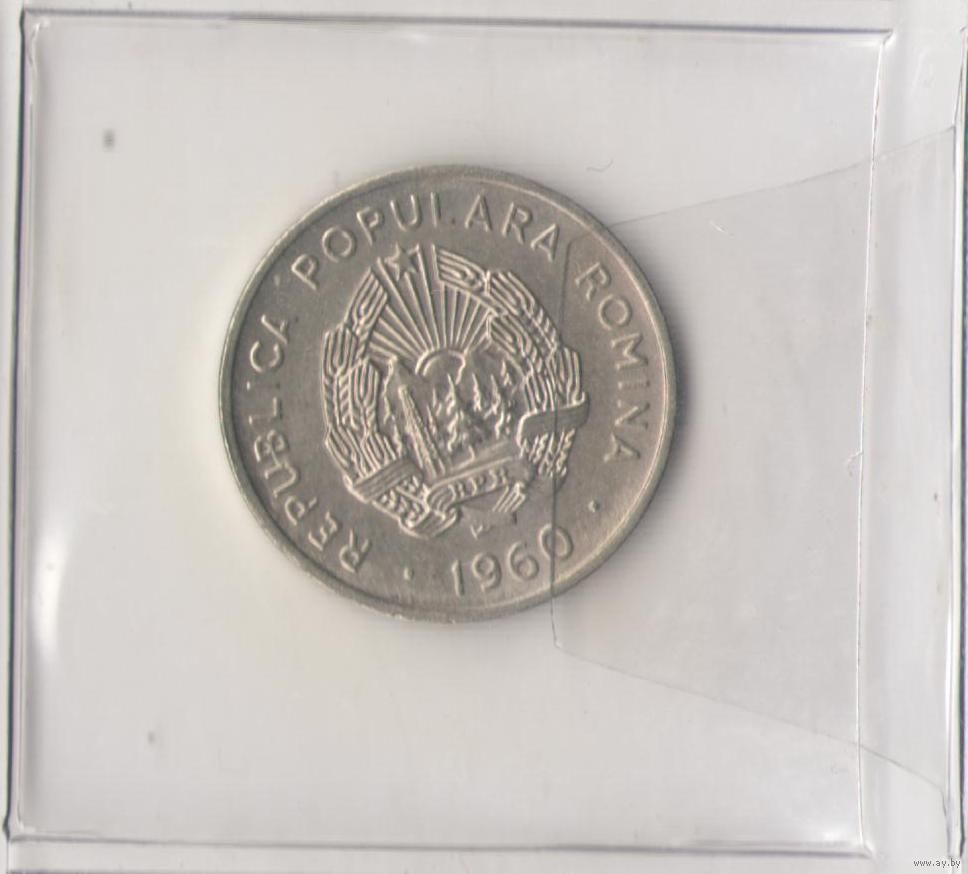 REPUBLICA POPULARA ROMINA
· 1960 ·
RPR
www.ay.by